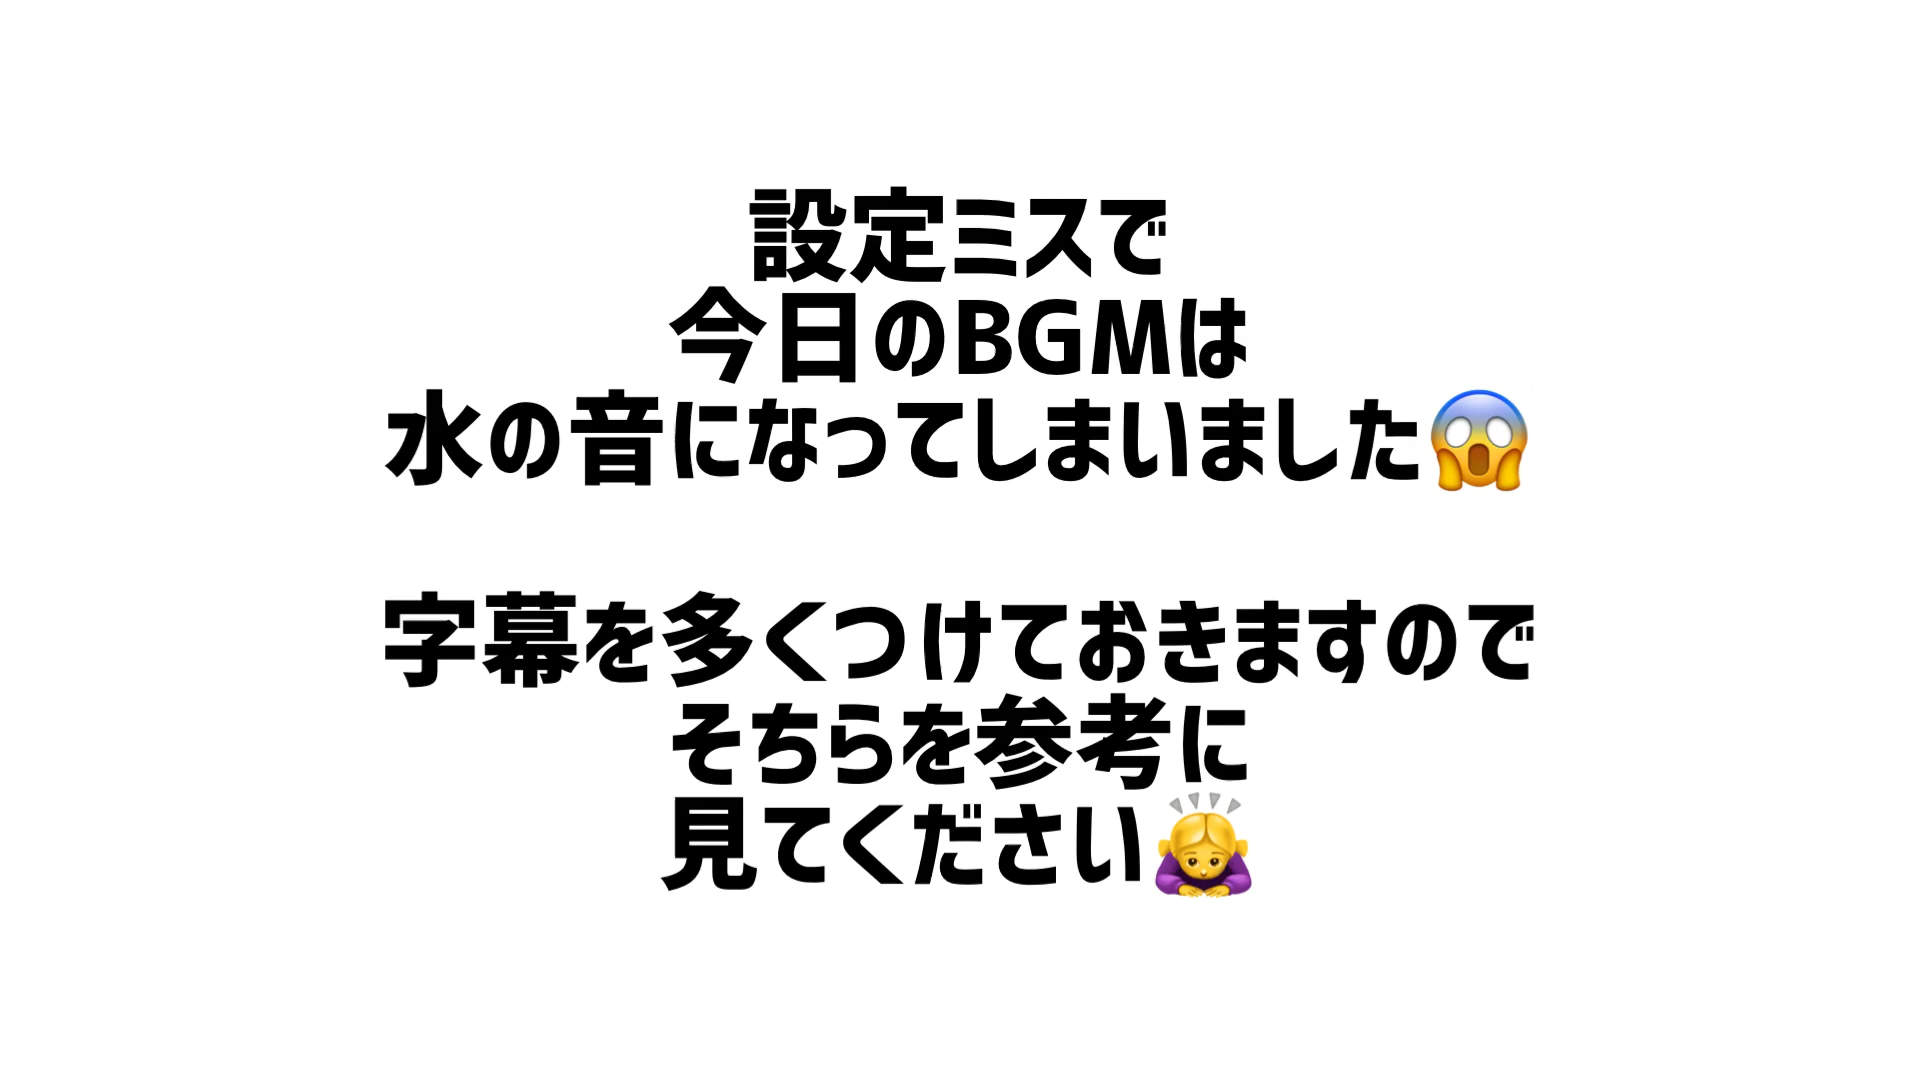 設定ミスで
今日のBGMは
水の音になってしまいました😱
字幕を多くつけておきますので
そちらを参考に
見てください🙇‍♀️